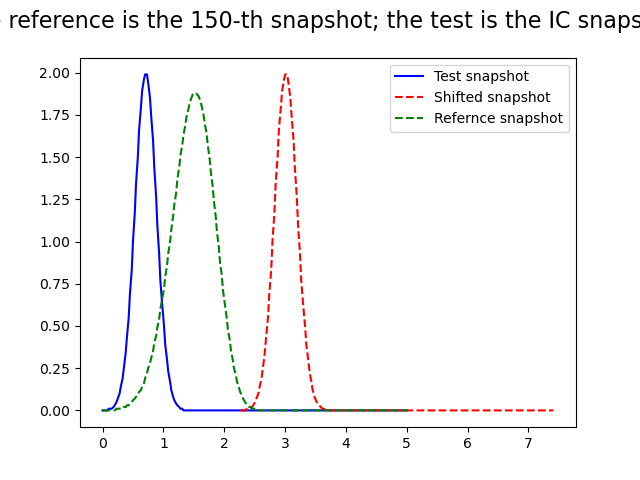 reference is the 150-th snapshot; the test is the IC snaps
2.00
1.75
1.50
1.25
1.00
0.75
0.50
0.25
0.00
0 1 2 3 4 5 6 7
Test snapshot
Shifted snapshot
Refernce snapshot